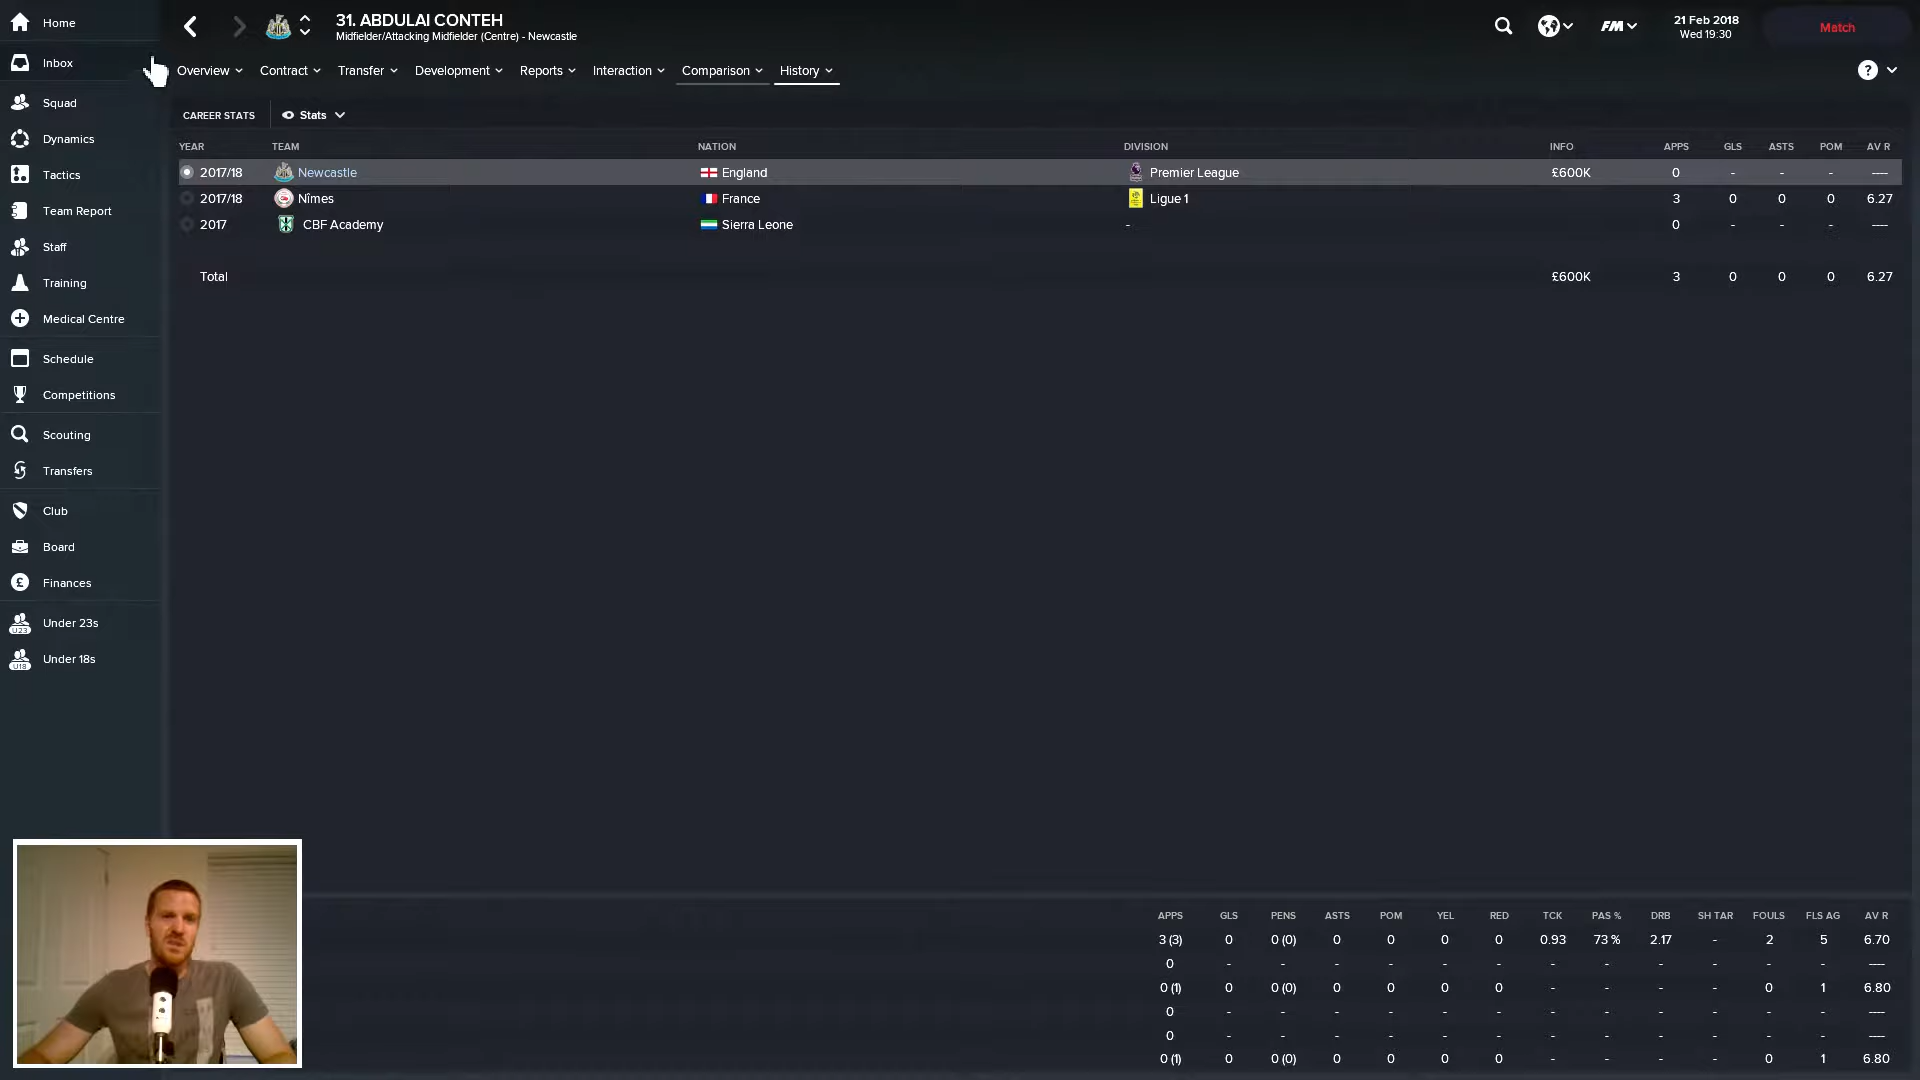 Home
Inbox
Squad
Dynamics
Tactics
Team Report
Staff
Training
Medical Centre
Schedule
Competitions
Scouting
Transfers
Club
Board
£ Finances
U23 Under 23s
U18 Under 18s
31. ABDULAI CONTEH
Midfielder/Attacking Midfielder (Centre) - Newcastle
FM
21 Feb 2018
Wed 19:30
Match
Overview Contract Transfer Development Reports Interaction Comparison History ?
CAREER STATS Stats
YEAR TEAM NATION DIVISION INFO APPS GLS ASTS POM AV R
2017/18 Newcastle England Premier League £600K 0 - - - ----
2017/18 Nîmes France Ligue 1 3 0 0 0 6.27
2017 CBF Academy Sierra Leone - 0 - - - ----
Total £600K 3 0 0 0 6.27
APPS GLS PENS ASTS POM YEL RED TCK PAS % DRB SH TAR FOULS FLS AG AV R
3 (3) 0 0 (0) 0 0 0 0 0.93 73 % 2.17 - 2 5 6.70
0 - - - - - - - - - - - - ----
0 (1) 0 0 (0) 0 0 0 0 - - - - 0 1 6.80
0 - - - - - - - - - - - - ----
0 - - - - - - - - - - - - ----
0 (1) 0 0 (0) 0 0 0 0 - - - - 0 1 6.80